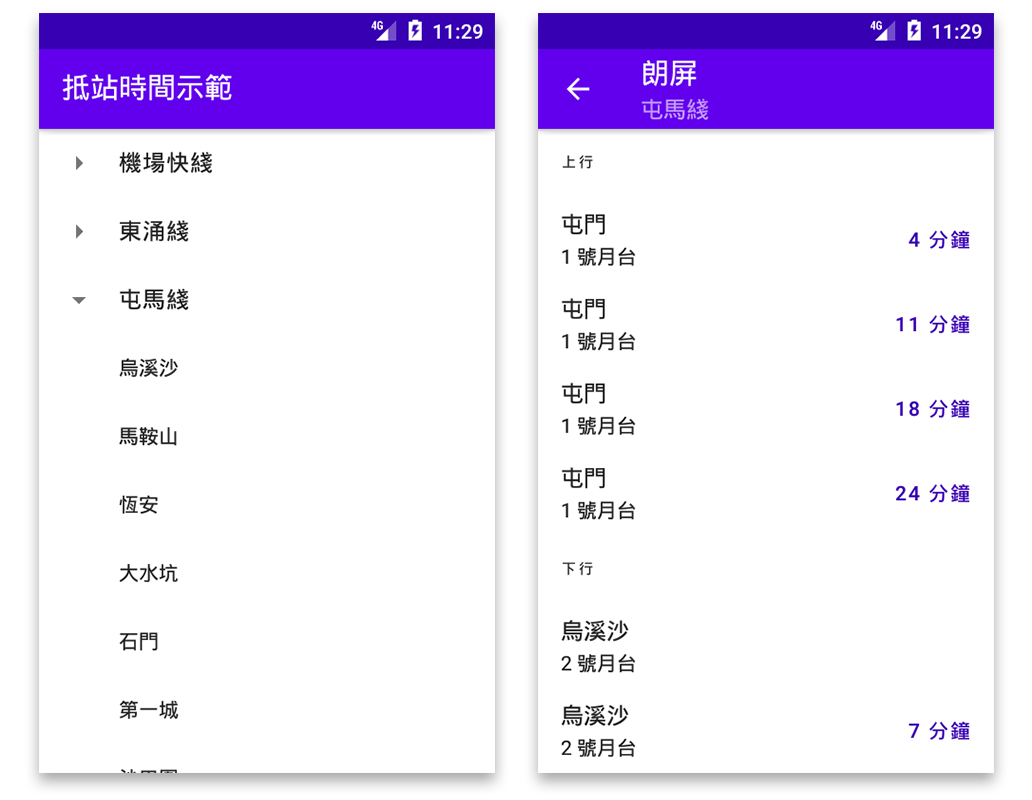 4G 11:29
抵站時間示範
機場快綫
東涌綫
屯馬綫
烏溪沙
馬鞍山
恆安
大水坑
石門
第一城
4G 11:29
朗屏
屯馬綫
上行
屯門
1 號月台
4 分鐘
屯門
1 號月台
11 分鐘
屯門
1 號月台
18 分鐘
屯門
1 號月台
24 分鐘
下行
烏溪沙
2 號月台
烏溪沙
2 號月台
7 分鐘